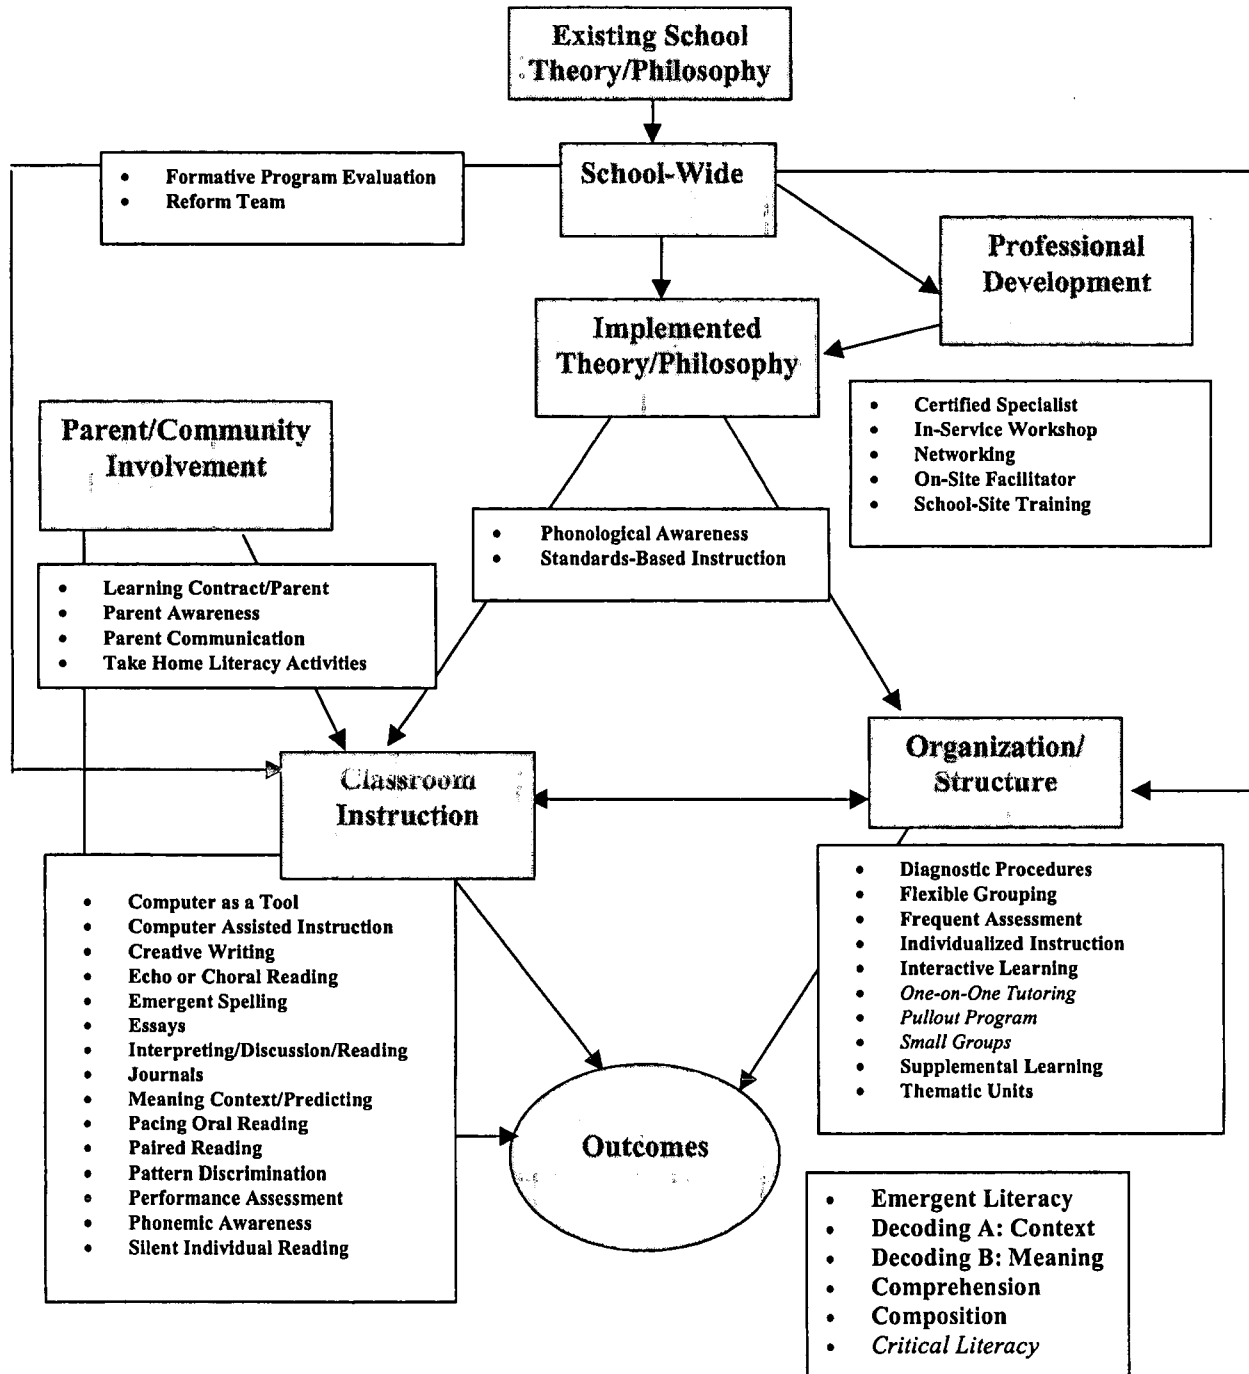 Existing School
Theory/Philosophy
School-Wide
• Formative Program Evaluation
• Reform Team
Professional
Development
Implemented
Theory/Philosophy
• Certified Specialist
• In-Service Workshop
• Networking
• On-Site Facilitator
• School-Site Training
Parent/Community
Involvement
• Phonological Awareness
• Standards-Based Instruction
• Learning Contract/Parent
• Parent Awareness
• Parent Communication
• Take Home Literacy Activities
Classroom
Instruction
Organization/
Structure
• Computer as a Tool
• Computer Assisted Instruction
• Creative Writing
• Echo or Choral Reading
• Emergent Spelling
• Essays
• Interpreting/Discussion/Reading
• Journals
• Meaning Context/Predicting
• Pacing Oral Reading
• Paired Reading
• Pattern Discrimination
• Performance Assessment
• Phonemic Awareness
• Silent Individual Reading
• Diagnostic Procedures
• Flexible Grouping
• Frequent Assessment
• Individualized Instruction
• Interactive Learning
• One-on-One Tutoring
• Pullout Program
• Small Groups
• Supplemental Learning
• Thematic Units
Outcomes
• Emergent Literacy
• Decoding A: Context
• Decoding B: Meaning
• Comprehension
• Composition
• Critical Literacy